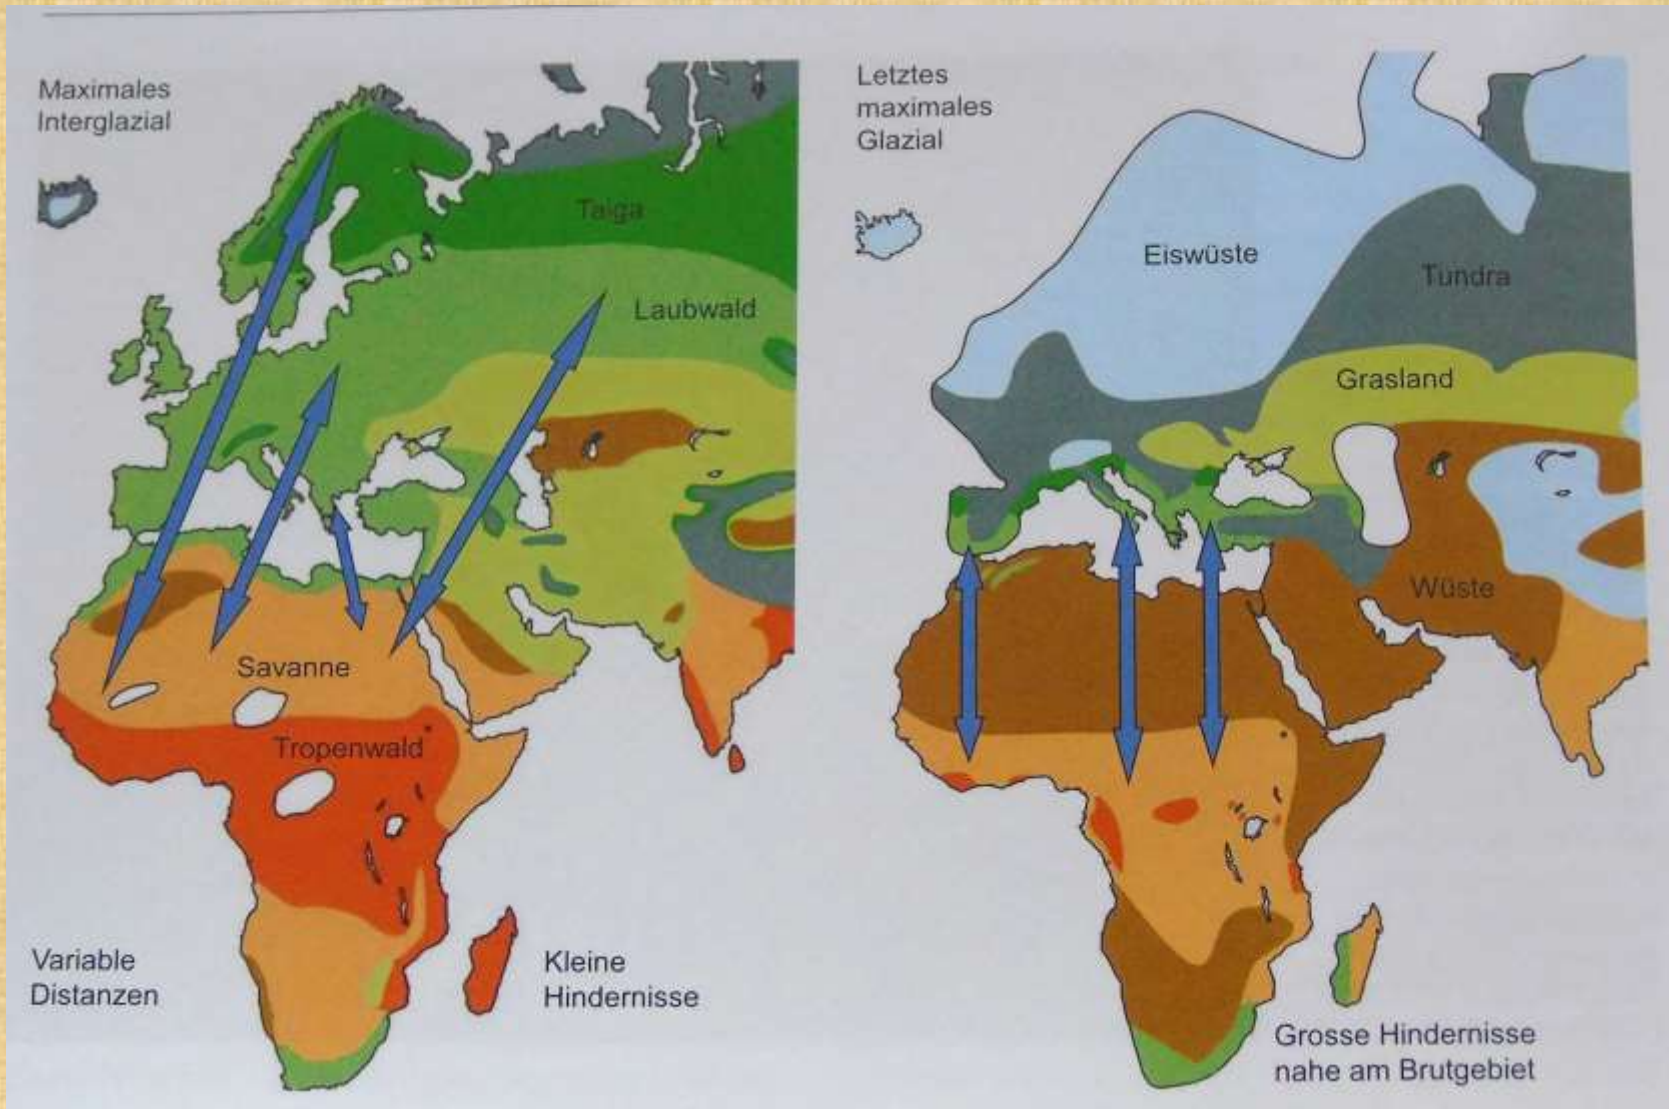 Maximales
Interglazial
Taiga
Laubwald
Savanne
Tropenwald
Variable
Distanzen
Kleine
Hindernisse
Letztes
maximales
Glazial
Eiswüste
Tundra
Grasland
Wüste
Grosse Hindernisse
nahe am Brutgebiet